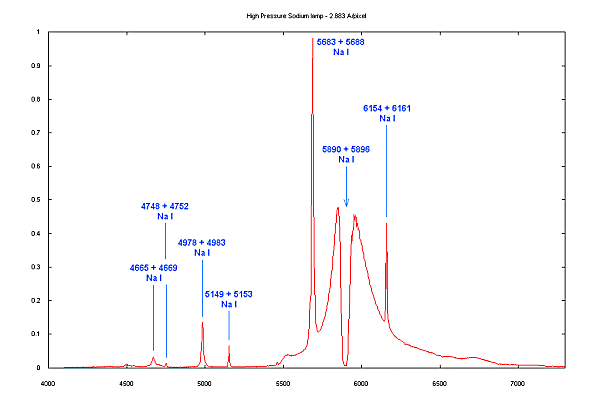 High Pressure Sodium lamp - 2.883 A/pixel
1
0.9
0.8
0.7
0.6
0.5
0.4
0.3
0.2
0.1
0
4000
4500
5000
5500
6000
6500
7000
5683 + 5688
Na I
6154 + 6161
Na I
5890 + 5896
Na I
4748 + 4752
Na I
4978 + 4983
Na I
4665 + 4669
Na I
5149 + 5153
Na I